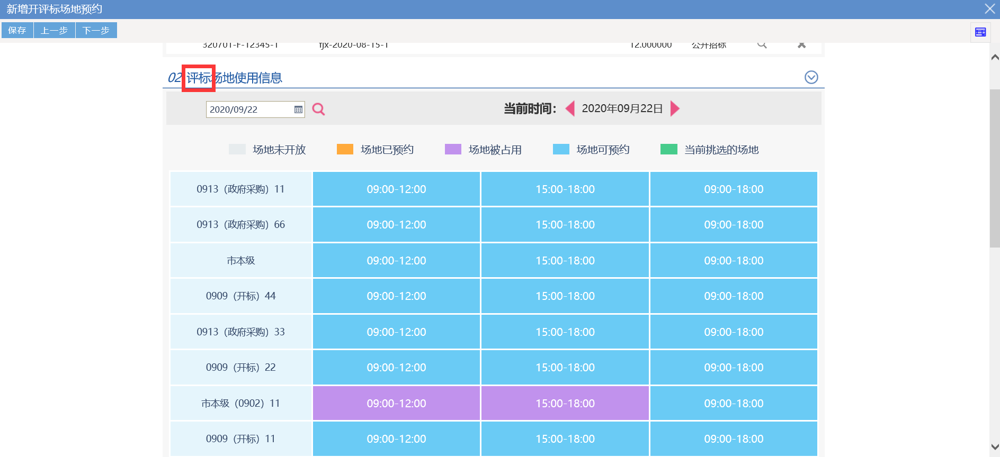 新增开评标场地预约
保存 上一步 下一步
320701-F-12345-1 fjx-2020-08-15-1 12.000000 公开招标
02 评标场地使用信息
2020/09/22 当前时间： 2020年09月22日
场地未开放 场地已预约 场地被占用 场地可预约 当前挑选的场地
0913（政府采购）11 09:00-12:00 15:00-18:00 09:00-18:00
0913（政府采购）66 09:00-12:00 15:00-18:00 09:00-18:00
市本级 09:00-12:00 15:00-18:00 09:00-18:00
0909（开标）44 09:00-12:00 15:00-18:00 09:00-18:00
0913（政府采购）33 09:00-12:00 15:00-18:00 09:00-18:00
0909（开标）22 09:00-12:00 15:00-18:00 09:00-18:00
市本级（0902）11 09:00-12:00 15:00-18:00 09:00-18:00
0909（开标）11 09:00-12:00 15:00-18:00 09:00-18:00